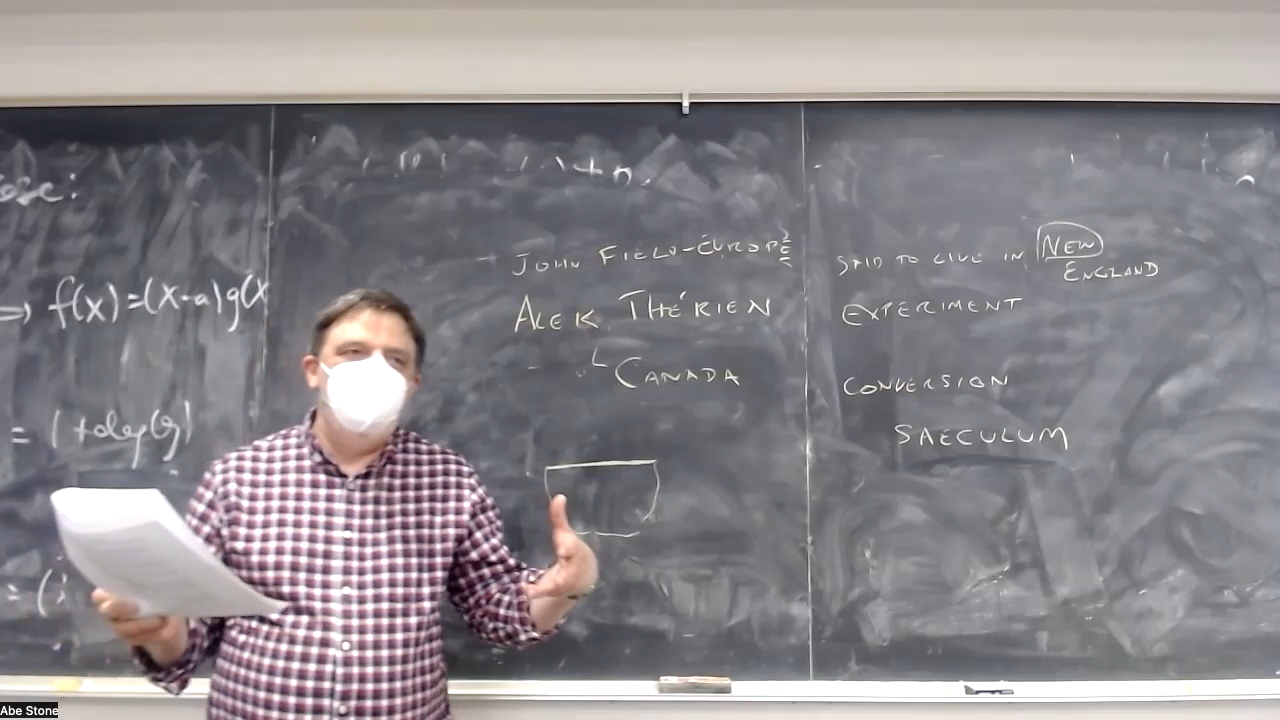 f(x)=(x-a)g(x
= 1+deg(g)
JOHN FIELD-EUROPE
ALEK THÉRIEN
CANADA
SAID TO LIVE IN NEW
ENGLAND
EXPERIMENT
CONVERSION
SAECULUM
Abe Stone